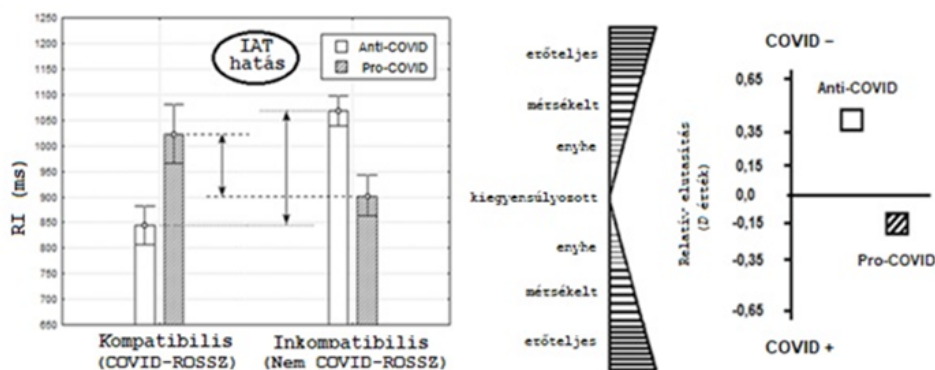 1250
1200
1150
1100
1050
1000
950
900
850
800
750
700
650
RI (ms)
IAT
hatás
Anti-COVID
Pro-COVID
Kompatibilis
(COVID-ROSSZ)
Inkompatibilis
(Nem COVID-ROSSZ)
erőteljes
mérsékelt
enyhe
kiegyensúlyosott
enyhe
mérsékelt
erőteljes
Relatív elutasítás
(D érték)
COVID –
0,65
0,35
0,15
0,0
-0,15
-0,35
-0,65
Anti-COVID
Pro-COVID
COVID +